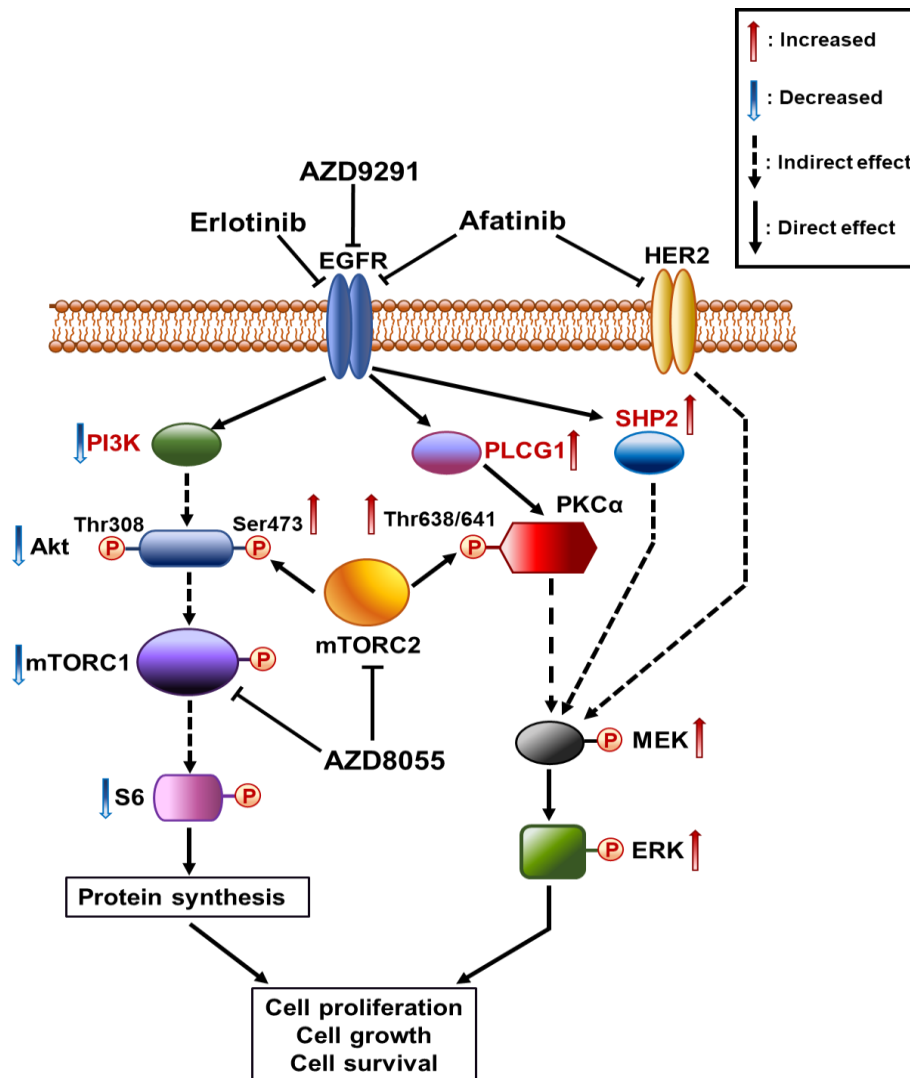 : Increased
: Decreased
: Indirect effect
: Direct effect
AZD9291
Erlotinib
Afatinib
EGFR
HER2
SHP2
PI3K
PLCG1
PKCα
Thr308
Ser473
Thr638/641
Akt
P
P
P
mTORC1
P
mTORC2
AZD8055
P
MEK
S6
P
P
ERK
Protein synthesis
Cell proliferation
Cell growth
Cell survival